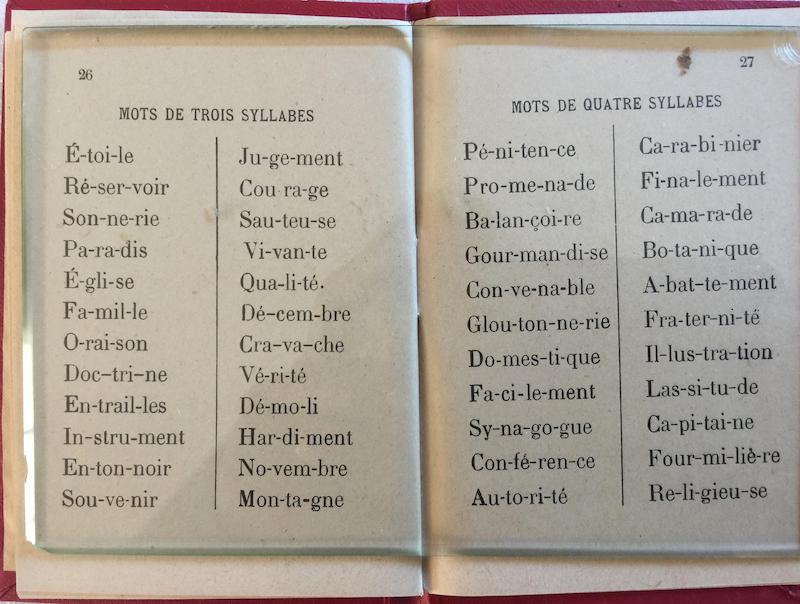 26
MOTS DE TROIS SYLLABES
É-toi-le
Ré-ser-voir
Son-ne-rie
Pa-ra-dis
É-gli-se
Fa-mil-le
O-rai-son
Doc-tri-ne
En-trail-les
In-stru-ment
En-ton-noir
Sou-ve-nir
Ju-ge-ment
Cou ra-ge
Sau-teu-se
Vi-van-te
Qua-li-té.
Dé-cem-bre
Cra-va-che
Vé-ri-té
Dé-mo-li
Har-di-ment
No-vem-bre
Mon-ta-gne
27
MOTS DE QUATRE SYLLABES
Pé-ni-ten-ce
Pro-me-na-de
Ba-lan-çoi-re
Gour-man-di-se
Con-ve-na-ble
Glou-ton-ne-rie
Do-mes-ti-que
Fa-ci-le-ment
Sy-na-go-gue
Con-fé-ren-ce
Au-to-ri-té
Ca-ra-bi-nier
Fi-na-le-ment
Ca-ma-ra-de
Bo-ta-ni-que
A-bat-te-ment
Fra-ter-ni-té
Il-lus-tra-tion
Las-si-tu-de
Ca-pi-tai-ne
Four-mi-liè-re
Re-li-gieu-se